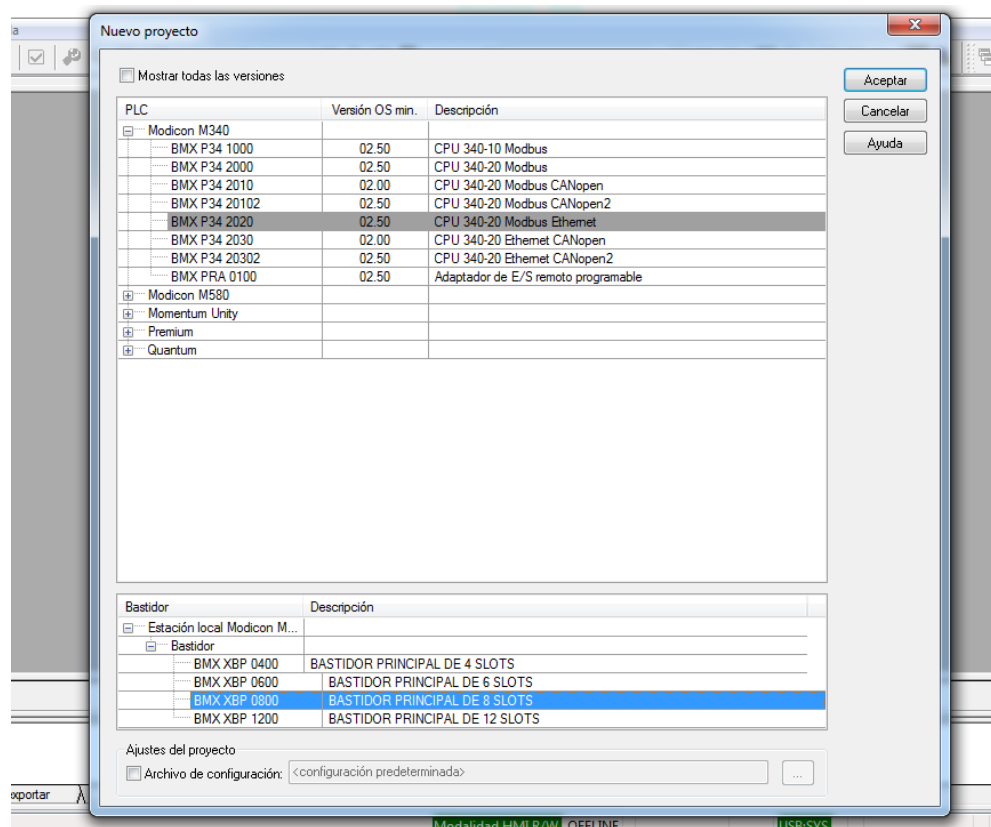 a
Nuevo proyecto
Mostrar todas las versiones
Aceptar
PLC Versión OS min. Descripción
Cancelar
Modicon M340
BMX P34 1000 02.50 CPU 340-10 Modbus
Ayuda
BMX P34 2000 02.50 CPU 340-20 Modbus
BMX P34 2010 02.00 CPU 340-20 Modbus CANopen
BMX P34 20102 02.50 CPU 340-20 Modbus CANopen2
BMX P34 2020 02.50 CPU 340-20 Modbus Ethernet
BMX P34 2030 02.00 CPU 340-20 Ethernet CANopen
BMX P34 20302 02.50 CPU 340-20 Ethernet CANopen2
BMX PRA 0100 02.50 Adaptador de E/S remoto programable
Modicon M580
Momentum Unity
Premium
Quantum
Bastidor Descripción
Estación local Modicon M...
Bastidor
BMX XBP 0400 BASTIDOR PRINCIPAL DE 4 SLOTS
BMX XBP 0600 BASTIDOR PRINCIPAL DE 6 SLOTS
BMX XBP 0800 BASTIDOR PRINCIPAL DE 8 SLOTS
BMX XBP 1200 BASTIDOR PRINCIPAL DE 12 SLOTS
Ajustes del proyecto
Archivo de configuración: <configuración predeterminada> ...
xportar
Modalidad HMI R/W OFFLINE USB:SYS